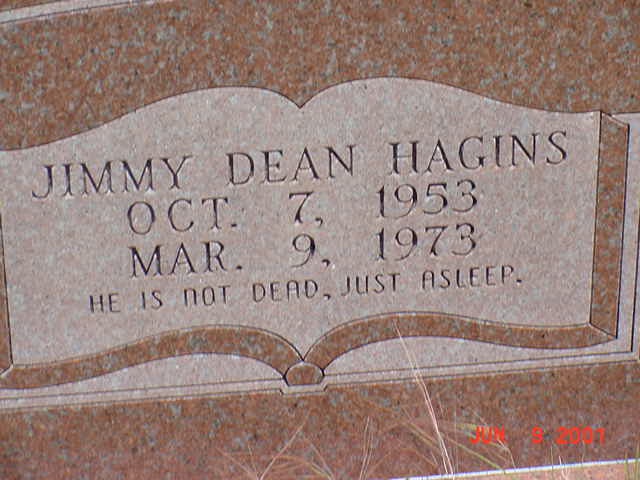 JIMMY DEAN HAGINS
OCT. 7, 1953
MAR. 9, 1973
HE IS NOT DEAD, JUST ASLEEP.
JUN 9 2001